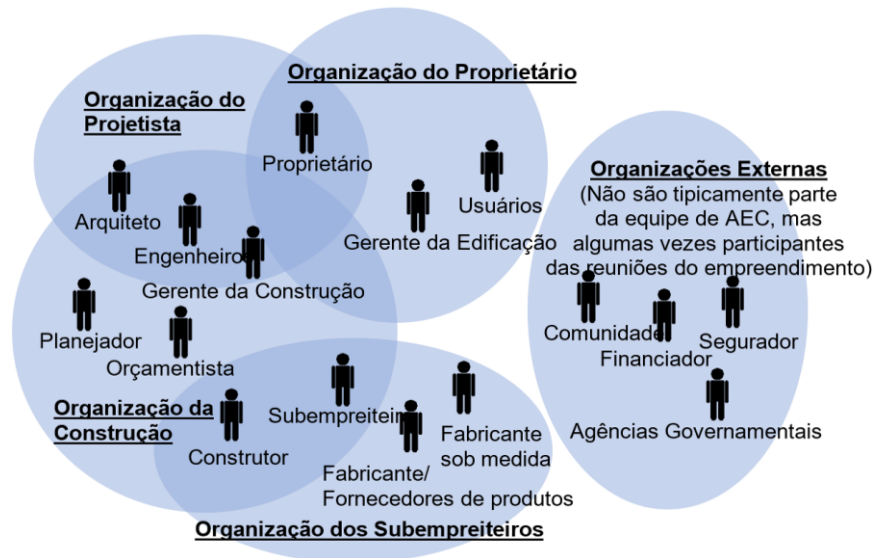 Organização do Proprietário
Organização do
Projetista
Proprietário
Arquiteto
Engenheiro
Gerente da Construção
Usuários
Gerente da Edificação
Planejador
Orçamentista
Organização da
Construção
Subempreiteir
Construtor
Fabricante
sob medida
Fabricante/
Fornecedores de produtos
Organização dos Subempreiteiros
Organizações Externas
(Não são tipicamente parte
da equipe de AEC, mas
algumas vezes participantes
das reuniões do empreendimento)
Comunidade
Financiador
Segurador
Agências Governamentais